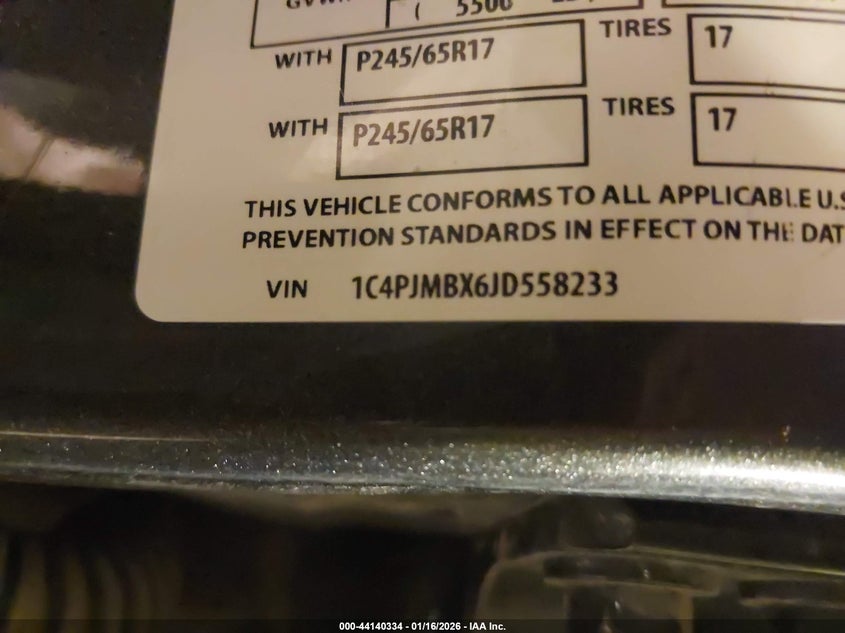 5500
WITH P245/65R17 TIRES 17
WITH P245/65R17 TIRES 17
THIS VEHICLE CONFORMS TO ALL APPLICABLE U.S
PREVENTION STANDARDS IN EFFECT ON THE DAT
VIN 1C4PJMBX6JD558233
000-44140334 - 01/16/2026 - IAA Inc.